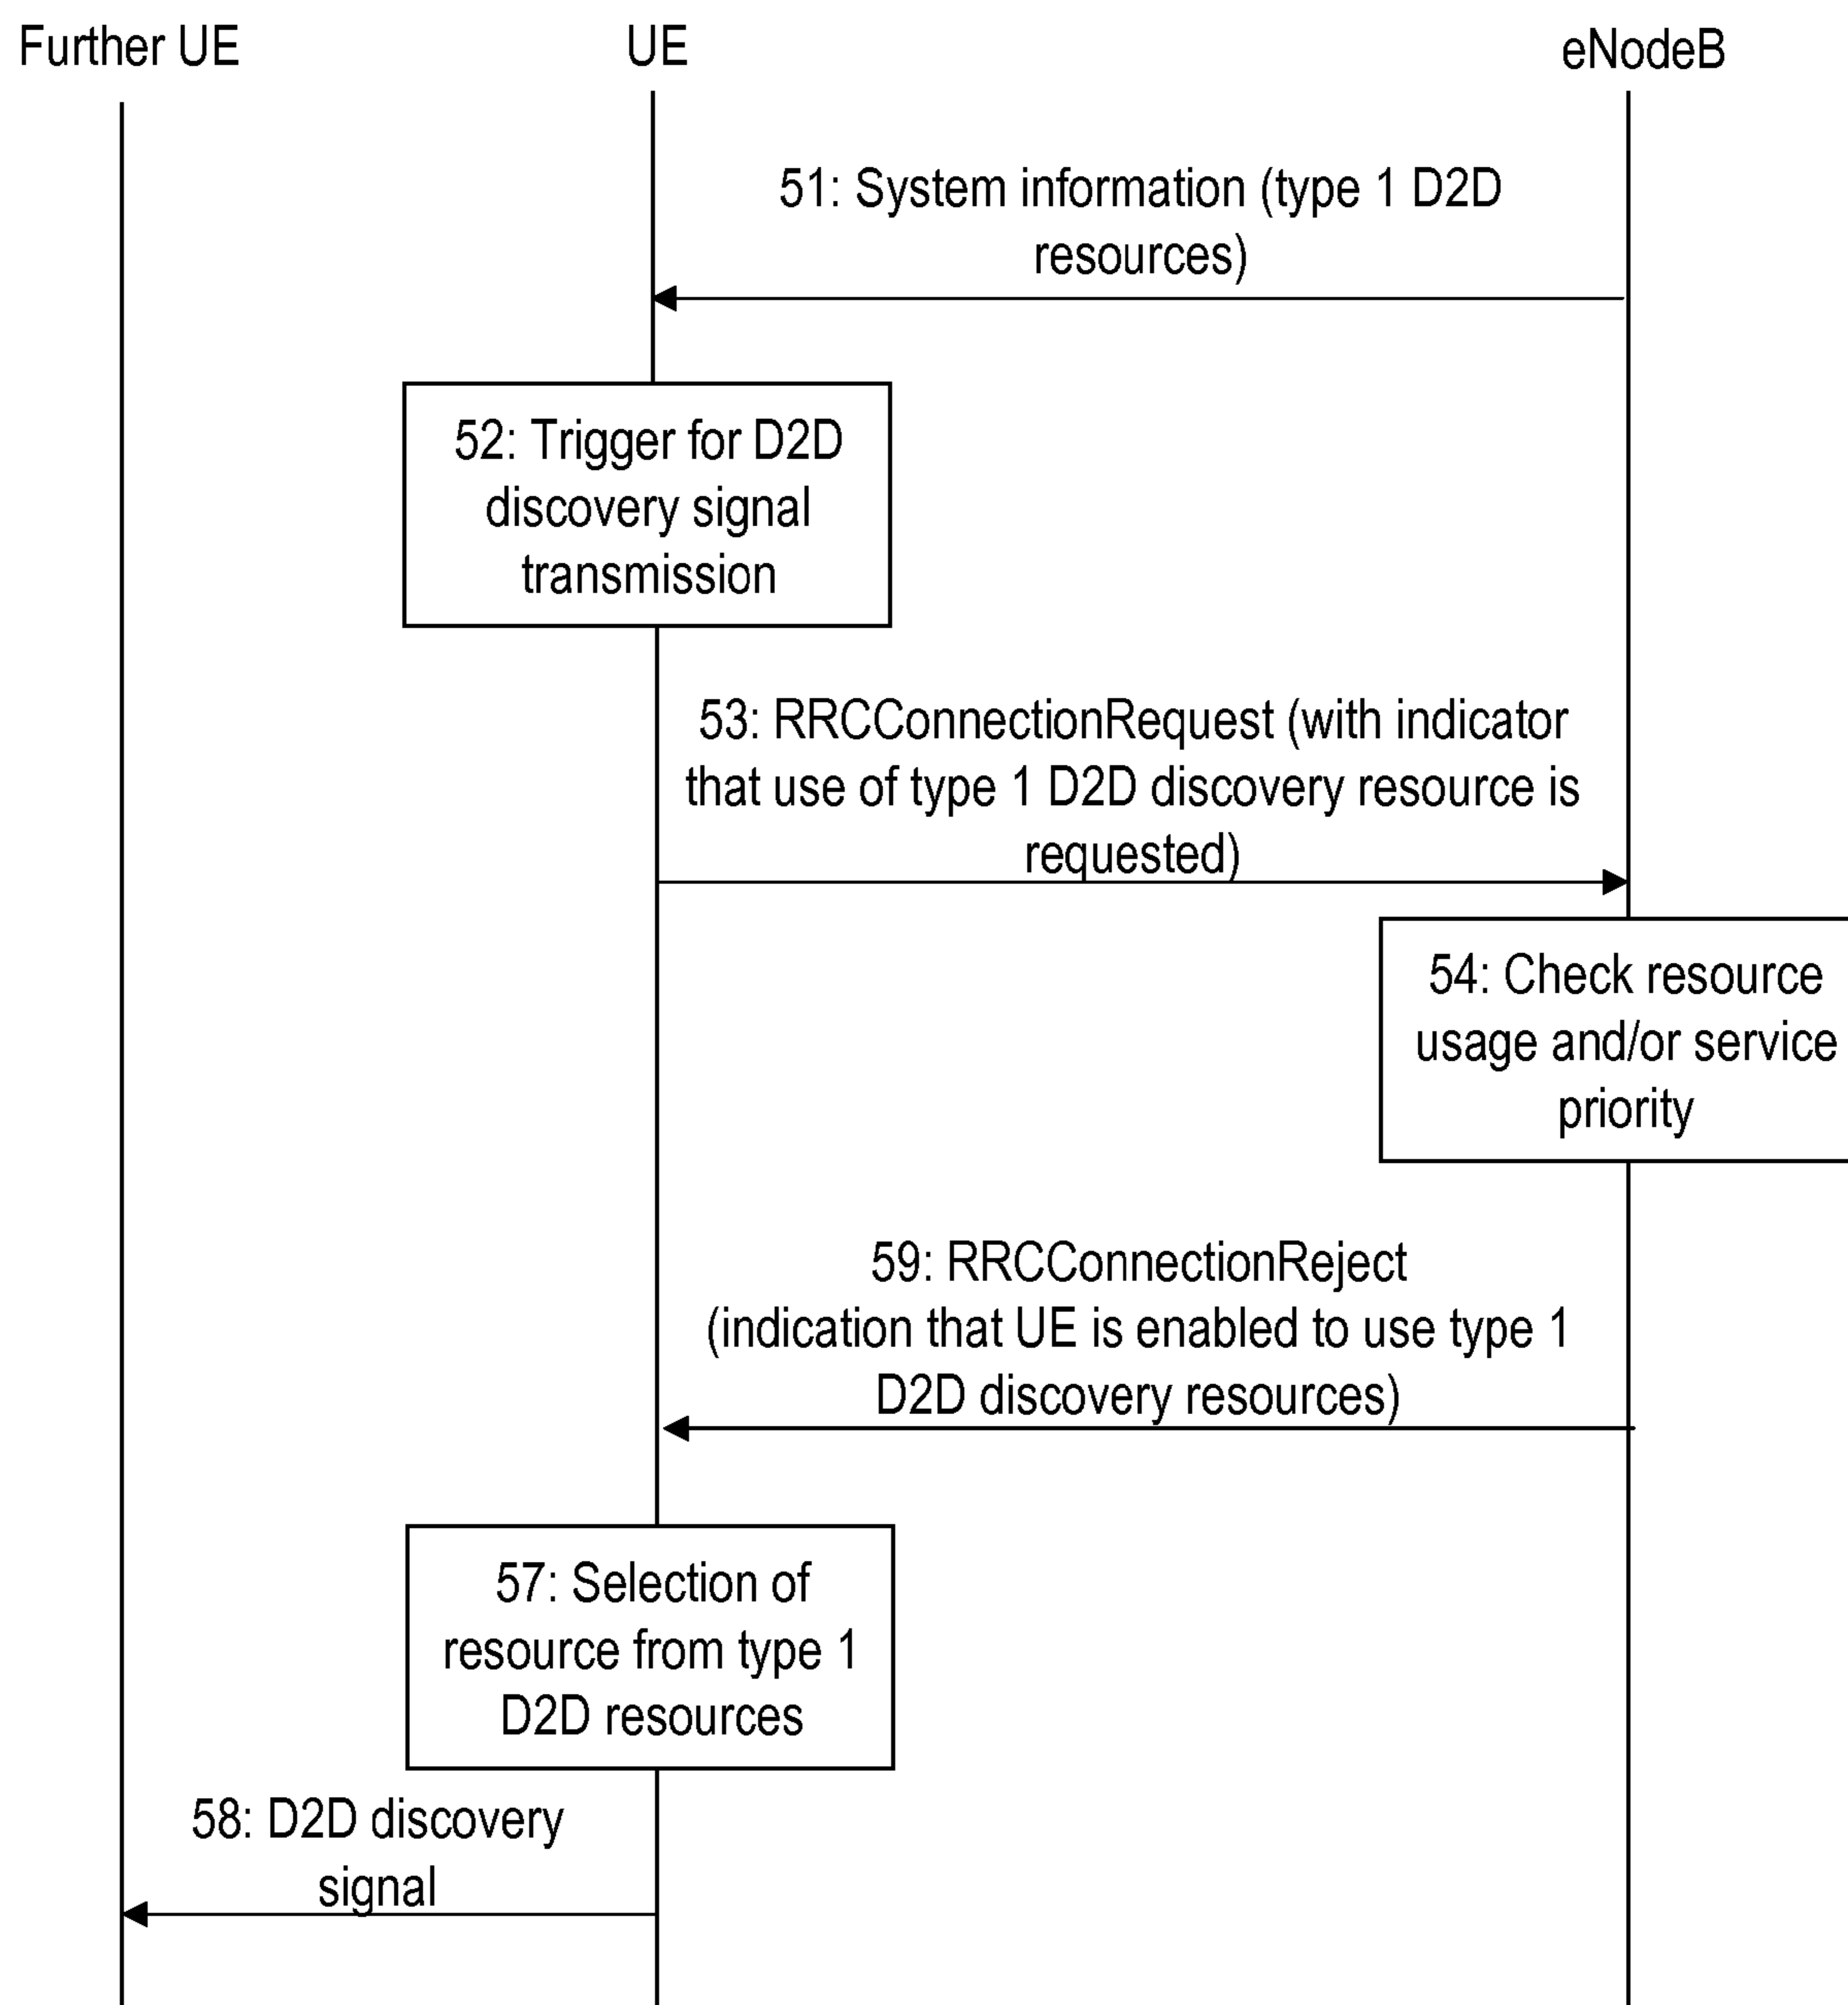 Further UE
UE
eNodeB
51: System information (type 1 D2D
resources)
52: Trigger for D2D
discovery signal
transmission
53: RRCConnectionRequest (with indicator
that use of type 1 D2D discovery resource is
requested)
54: Check resource
usage and/or service
priority
59: RRCConnectionReject
(indication that UE is enabled to use type 1
D2D discovery resources)
57: Selection of
resource from type 1
D2D resources
58: D2D discovery
signal